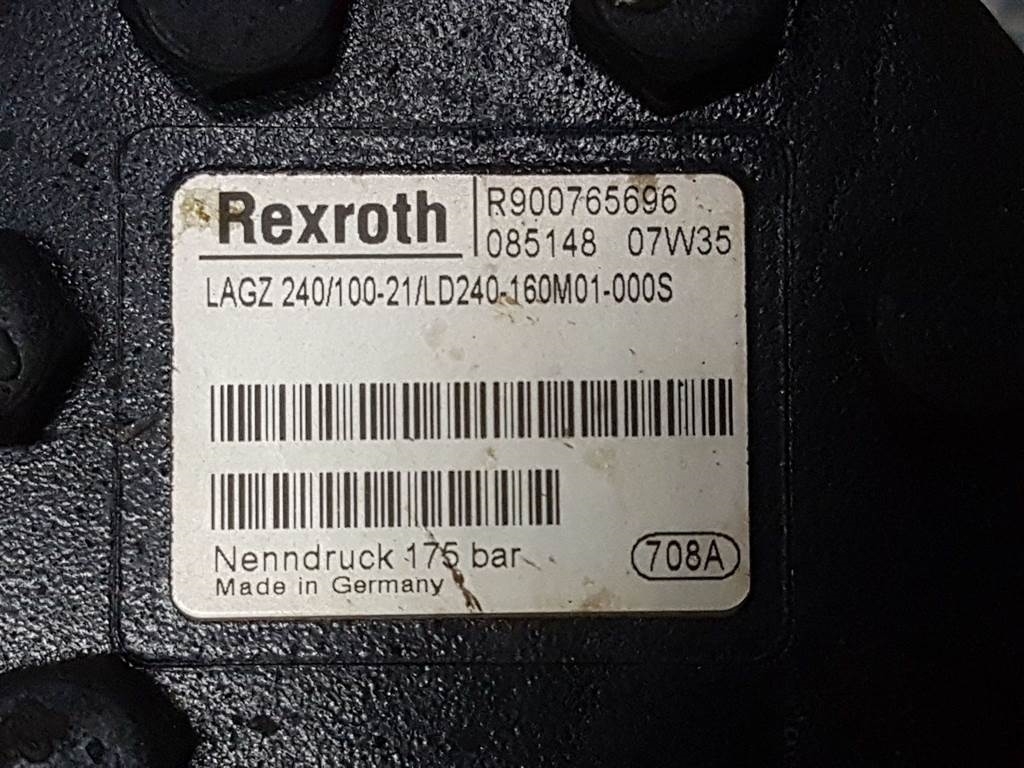 Rexroth
R900765696
085148 07W35
LAGZ 240/100-21/LD240-160M01-000S
Nenndruck 175 bar
708A
Made in Germany